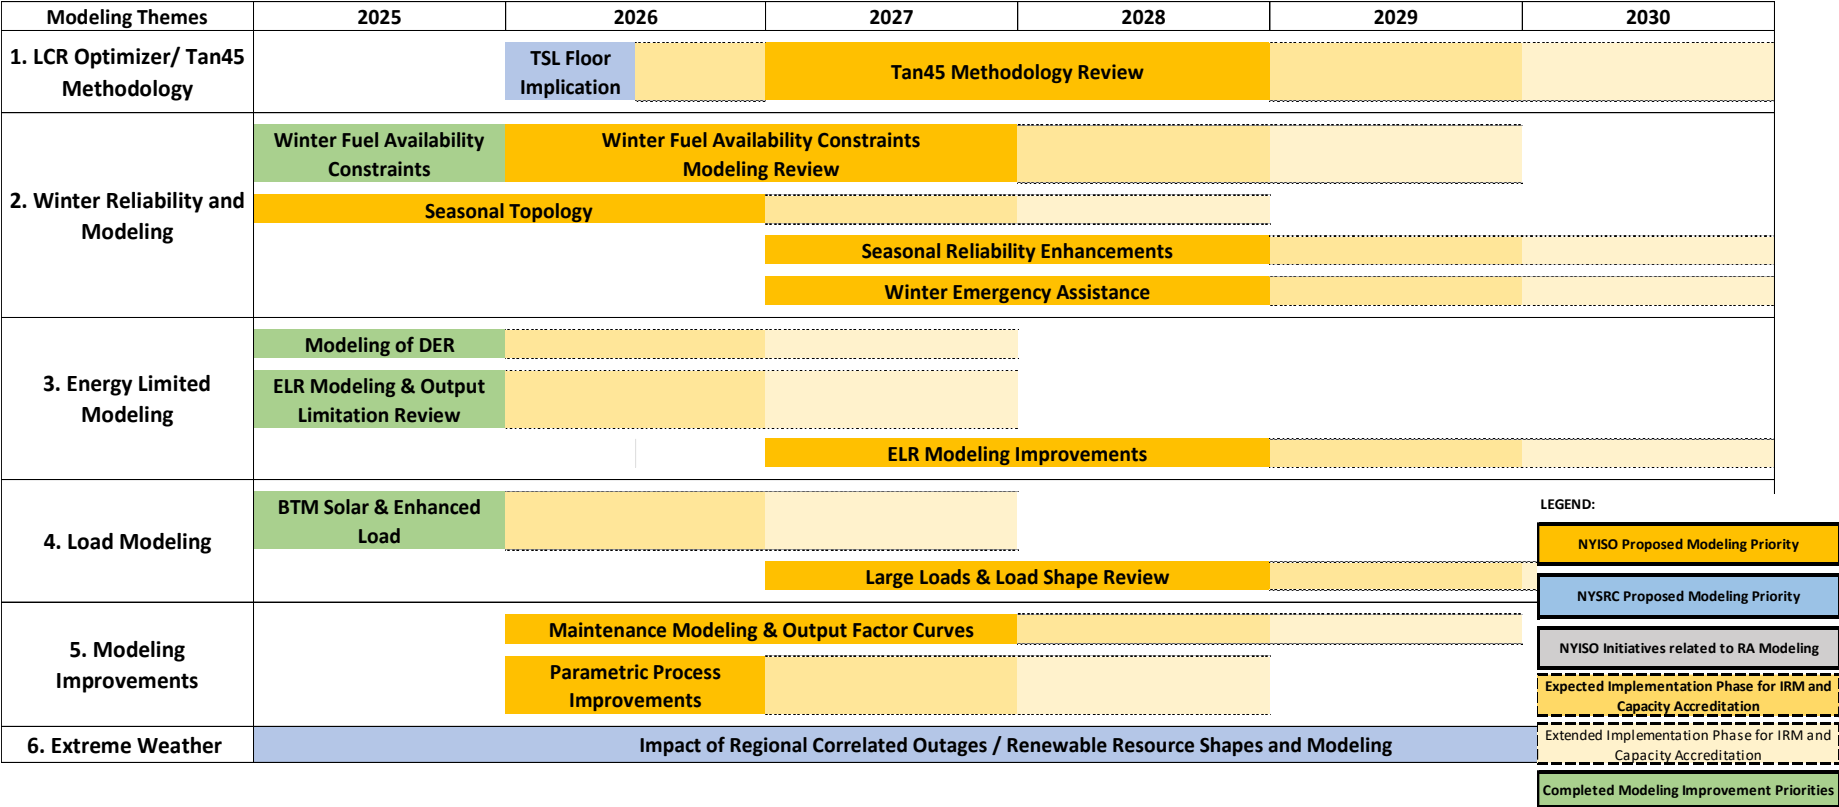 Modeling Themes 2025 2026 2027 2028 2029 2030
1. LCR Optimizer/ Tan45
Methodology
TSL Floor
Implication
Tan45 Methodology Review
2. Winter Reliability and
Modeling
Winter Fuel Availability
Constraints
Winter Fuel Availability Constraints
Modeling Review
Seasonal Topology
Seasonal Reliability Enhancements
Winter Emergency Assistance
3. Energy Limited
Modeling
Modeling of DER
ELR Modeling & Output
Limitation Review
ELR Modeling Improvements
4. Load Modeling
BTM Solar & Enhanced
Load
Large Loads & Load Shape Review
5. Modeling
Improvements
Maintenance Modeling & Output Factor Curves
Parametric Process
Improvements
6. Extreme Weather
Impact of Regional Correlated Outages / Renewable Resource Shapes and Modeling
LEGEND:
NYISO Proposed Modeling Priority
NYSRC Proposed Modeling Priority
NYISO Initiatives related to RA Modeling
Expected Implementation Phase for IRM and
Capacity Accreditation
Extended Implementation Phase for IRM and
Capacity Accreditation
Completed Modeling Improvement Priorities